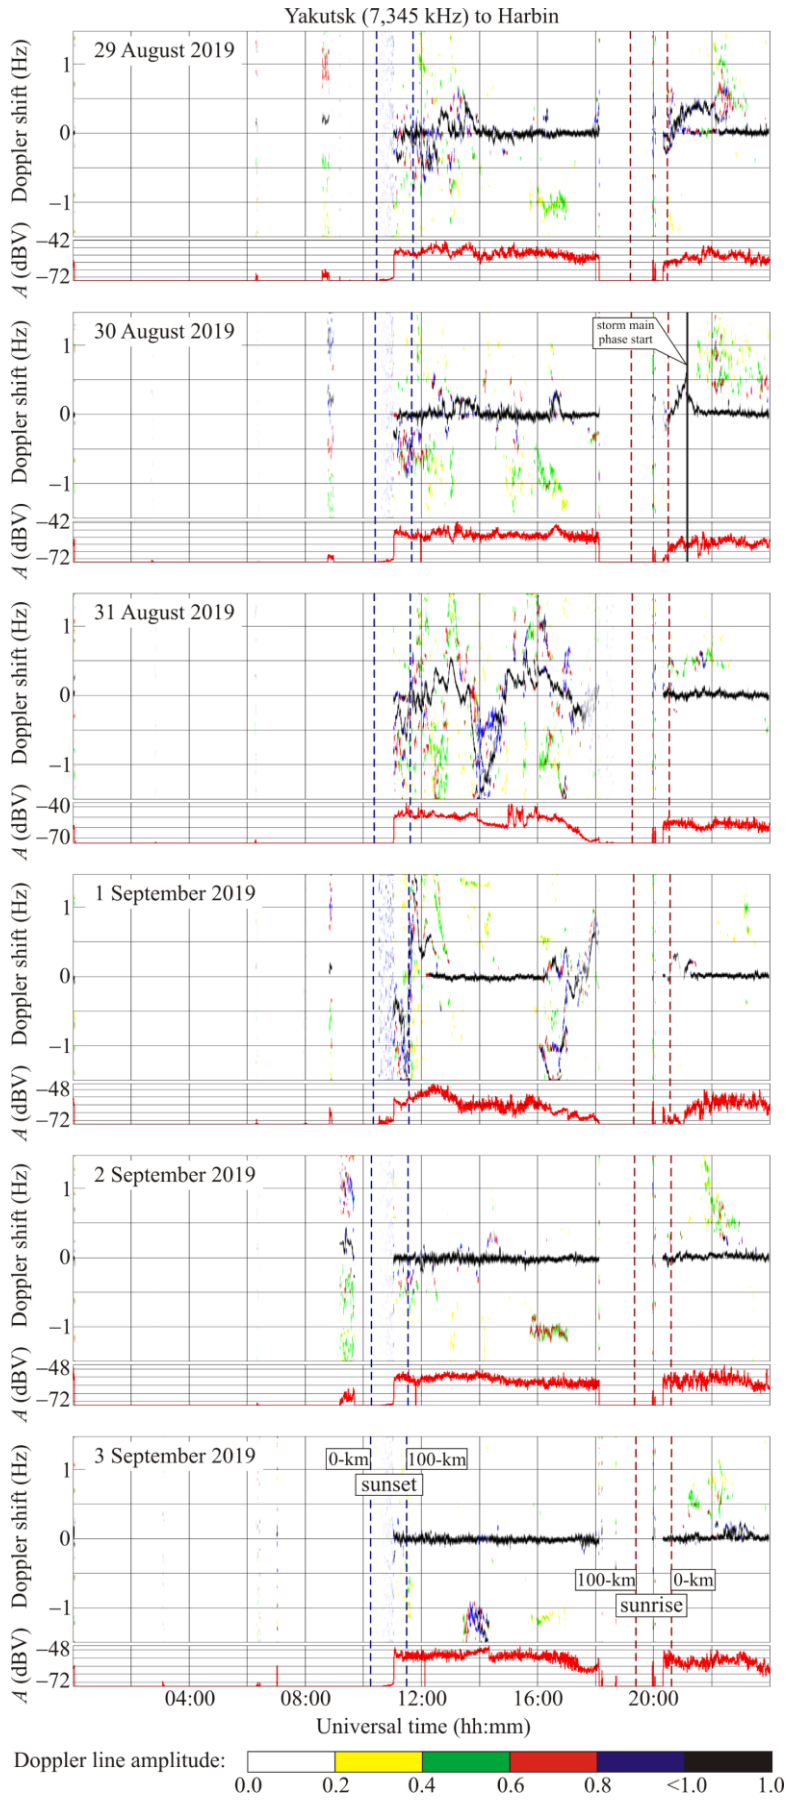 Yakutsk (7,345 kHz) to Harbin
29 August 2019
Doppler shift (Hz)
1
0
−1
A (dBV)
−42
−72
30 August 2019
storm main
phase start
Doppler shift (Hz)
1
0
−1
A (dBV)
−42
−72
31 August 2019
Doppler shift (Hz)
1
0
−1
A (dBV)
−40
−70
1 September 2019
Doppler shift (Hz)
1
0
−1
A (dBV)
−48
−72
2 September 2019
Doppler shift (Hz)
1
0
−1
A (dBV)
−48
−72
3 September 2019
0-km
100-km
sunset
Doppler shift (Hz)
1
0
−1
100-km
0-km
sunrise
A (dBV)
−48
−72
04:00 08:00 12:00 16:00 20:00
Universal time (hh:mm)
Doppler line amplitude:
0.0 0.2 0.4 0.6 0.8 <1.0 1.0